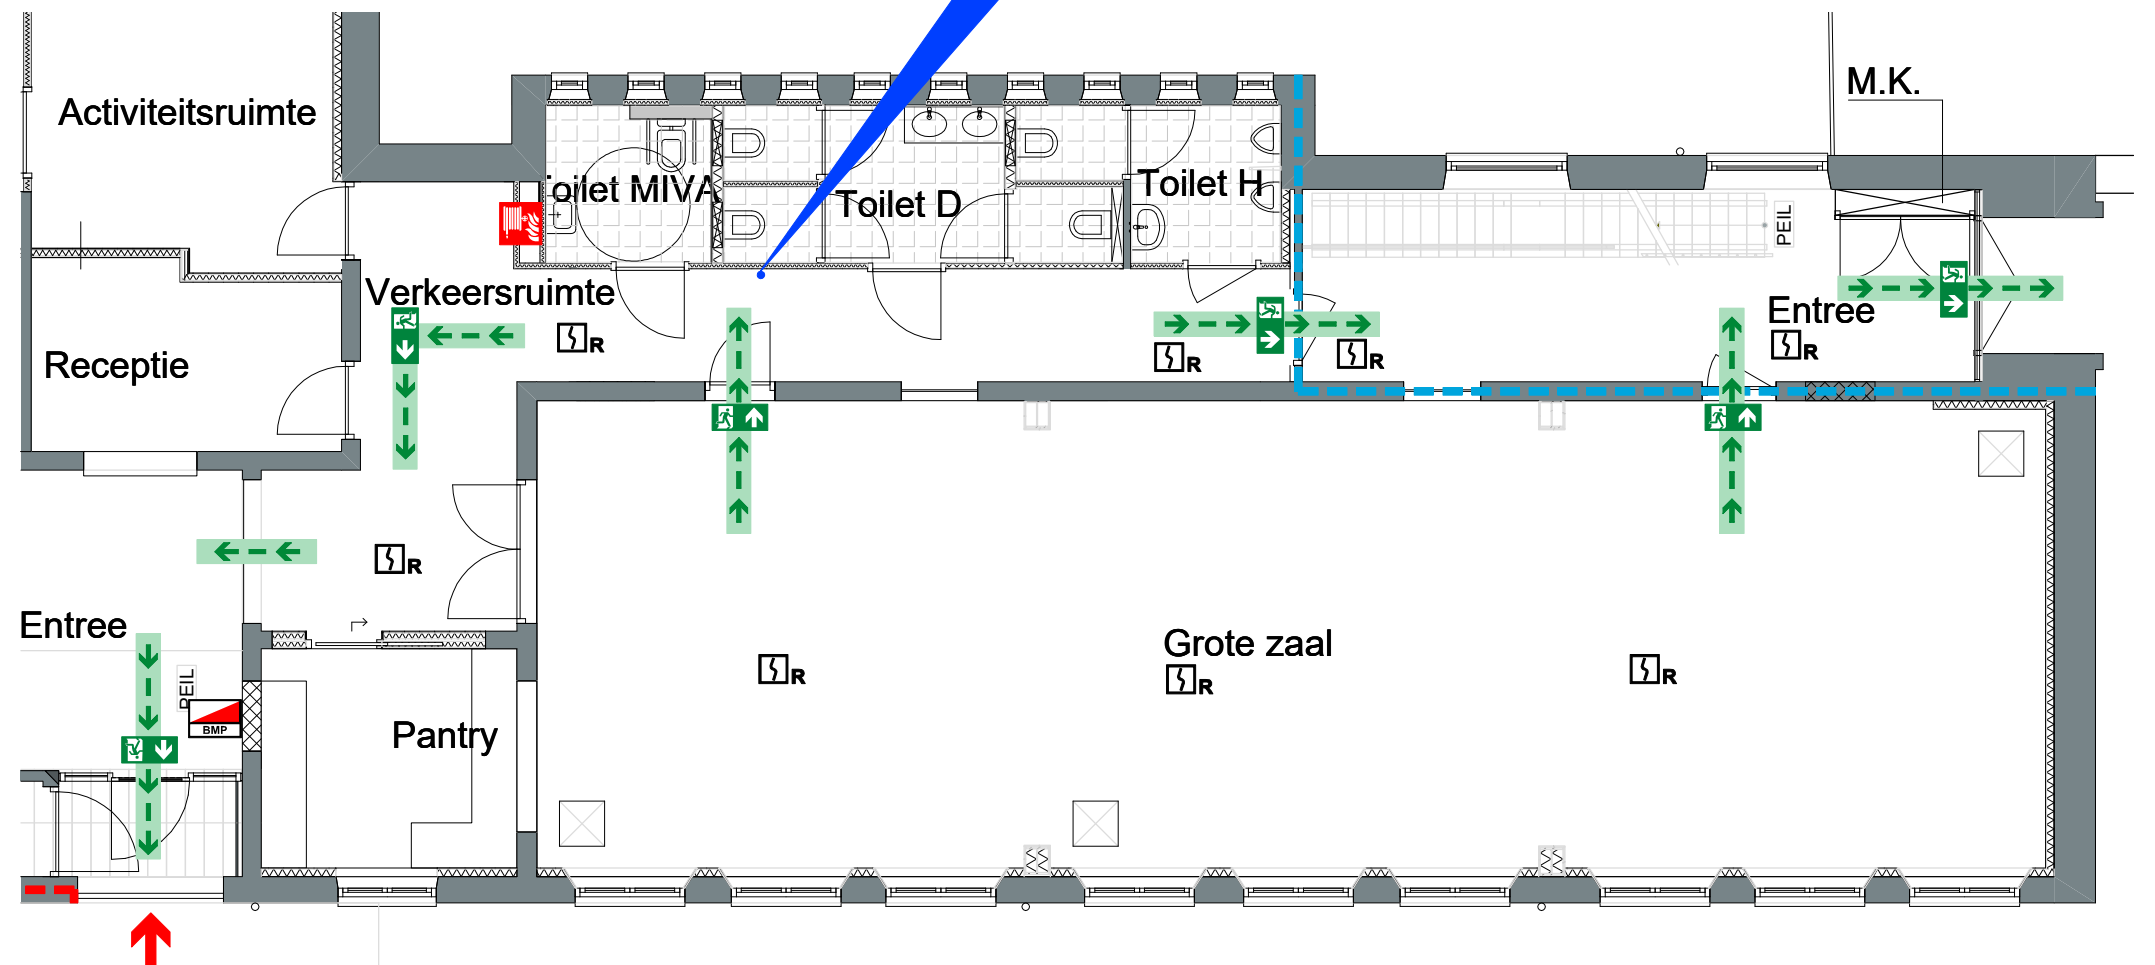 M.K.
Activiteitsruimte
Toilet MIVA
Toilet D
Toilet H
PEIL
Verkeersruimte
Entree
R
R
R
R
Receptie
R
Entree
Grote zaal
R
R
R
PEIL
BMP
Pantry